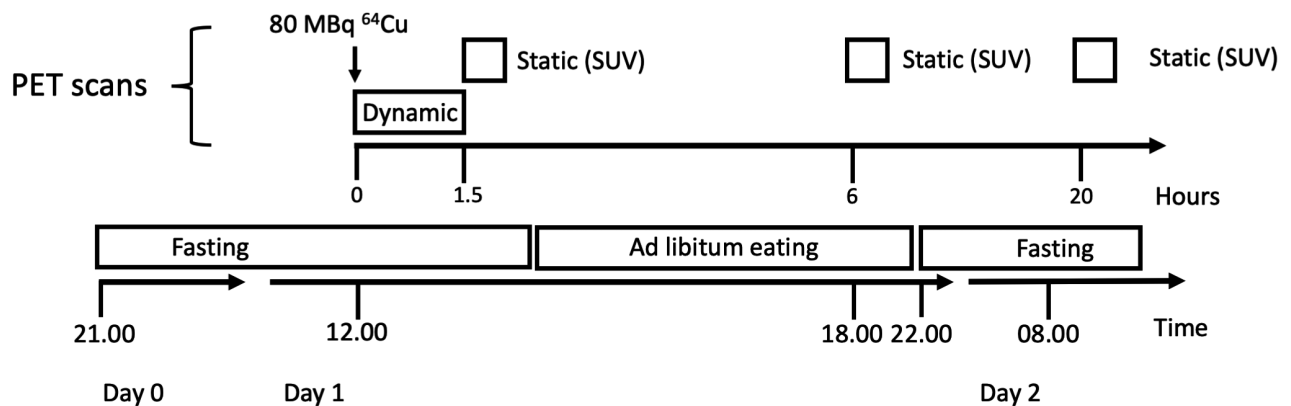 80 MBq ⁶⁴Cu
PET scans
Static (SUV) Static (SUV) Static (SUV)
Dynamic
0 1.5 6 20 Hours
Fasting Ad libitum eating Fasting
21.00 12.00 18.00 22.00 08.00 Time
Day 0 Day 1 Day 2